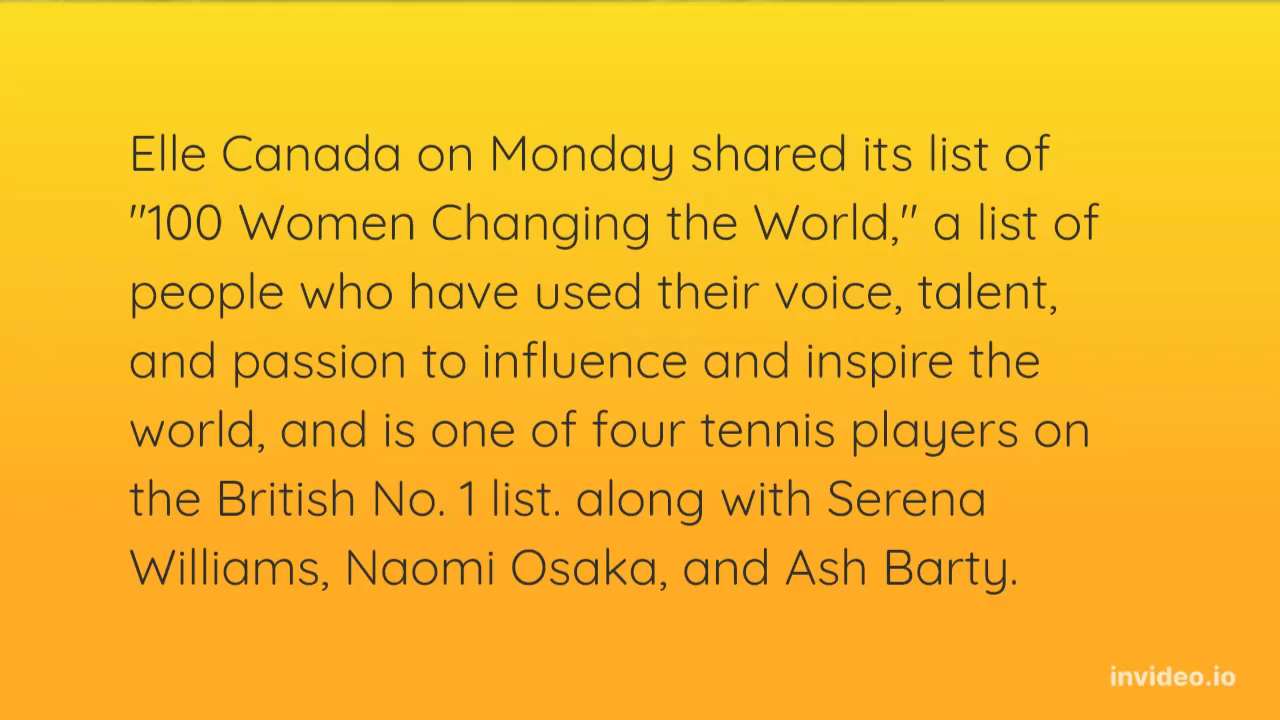 Elle Canada on Monday shared its list of
"100 Women Changing the World," a list of
people who have used their voice, talent,
and passion to influence and inspire the
world, and is one of four tennis players on
the British No. 1 list. along with Serena
Williams, Naomi Osaka, and Ash Barty.
invideo.io